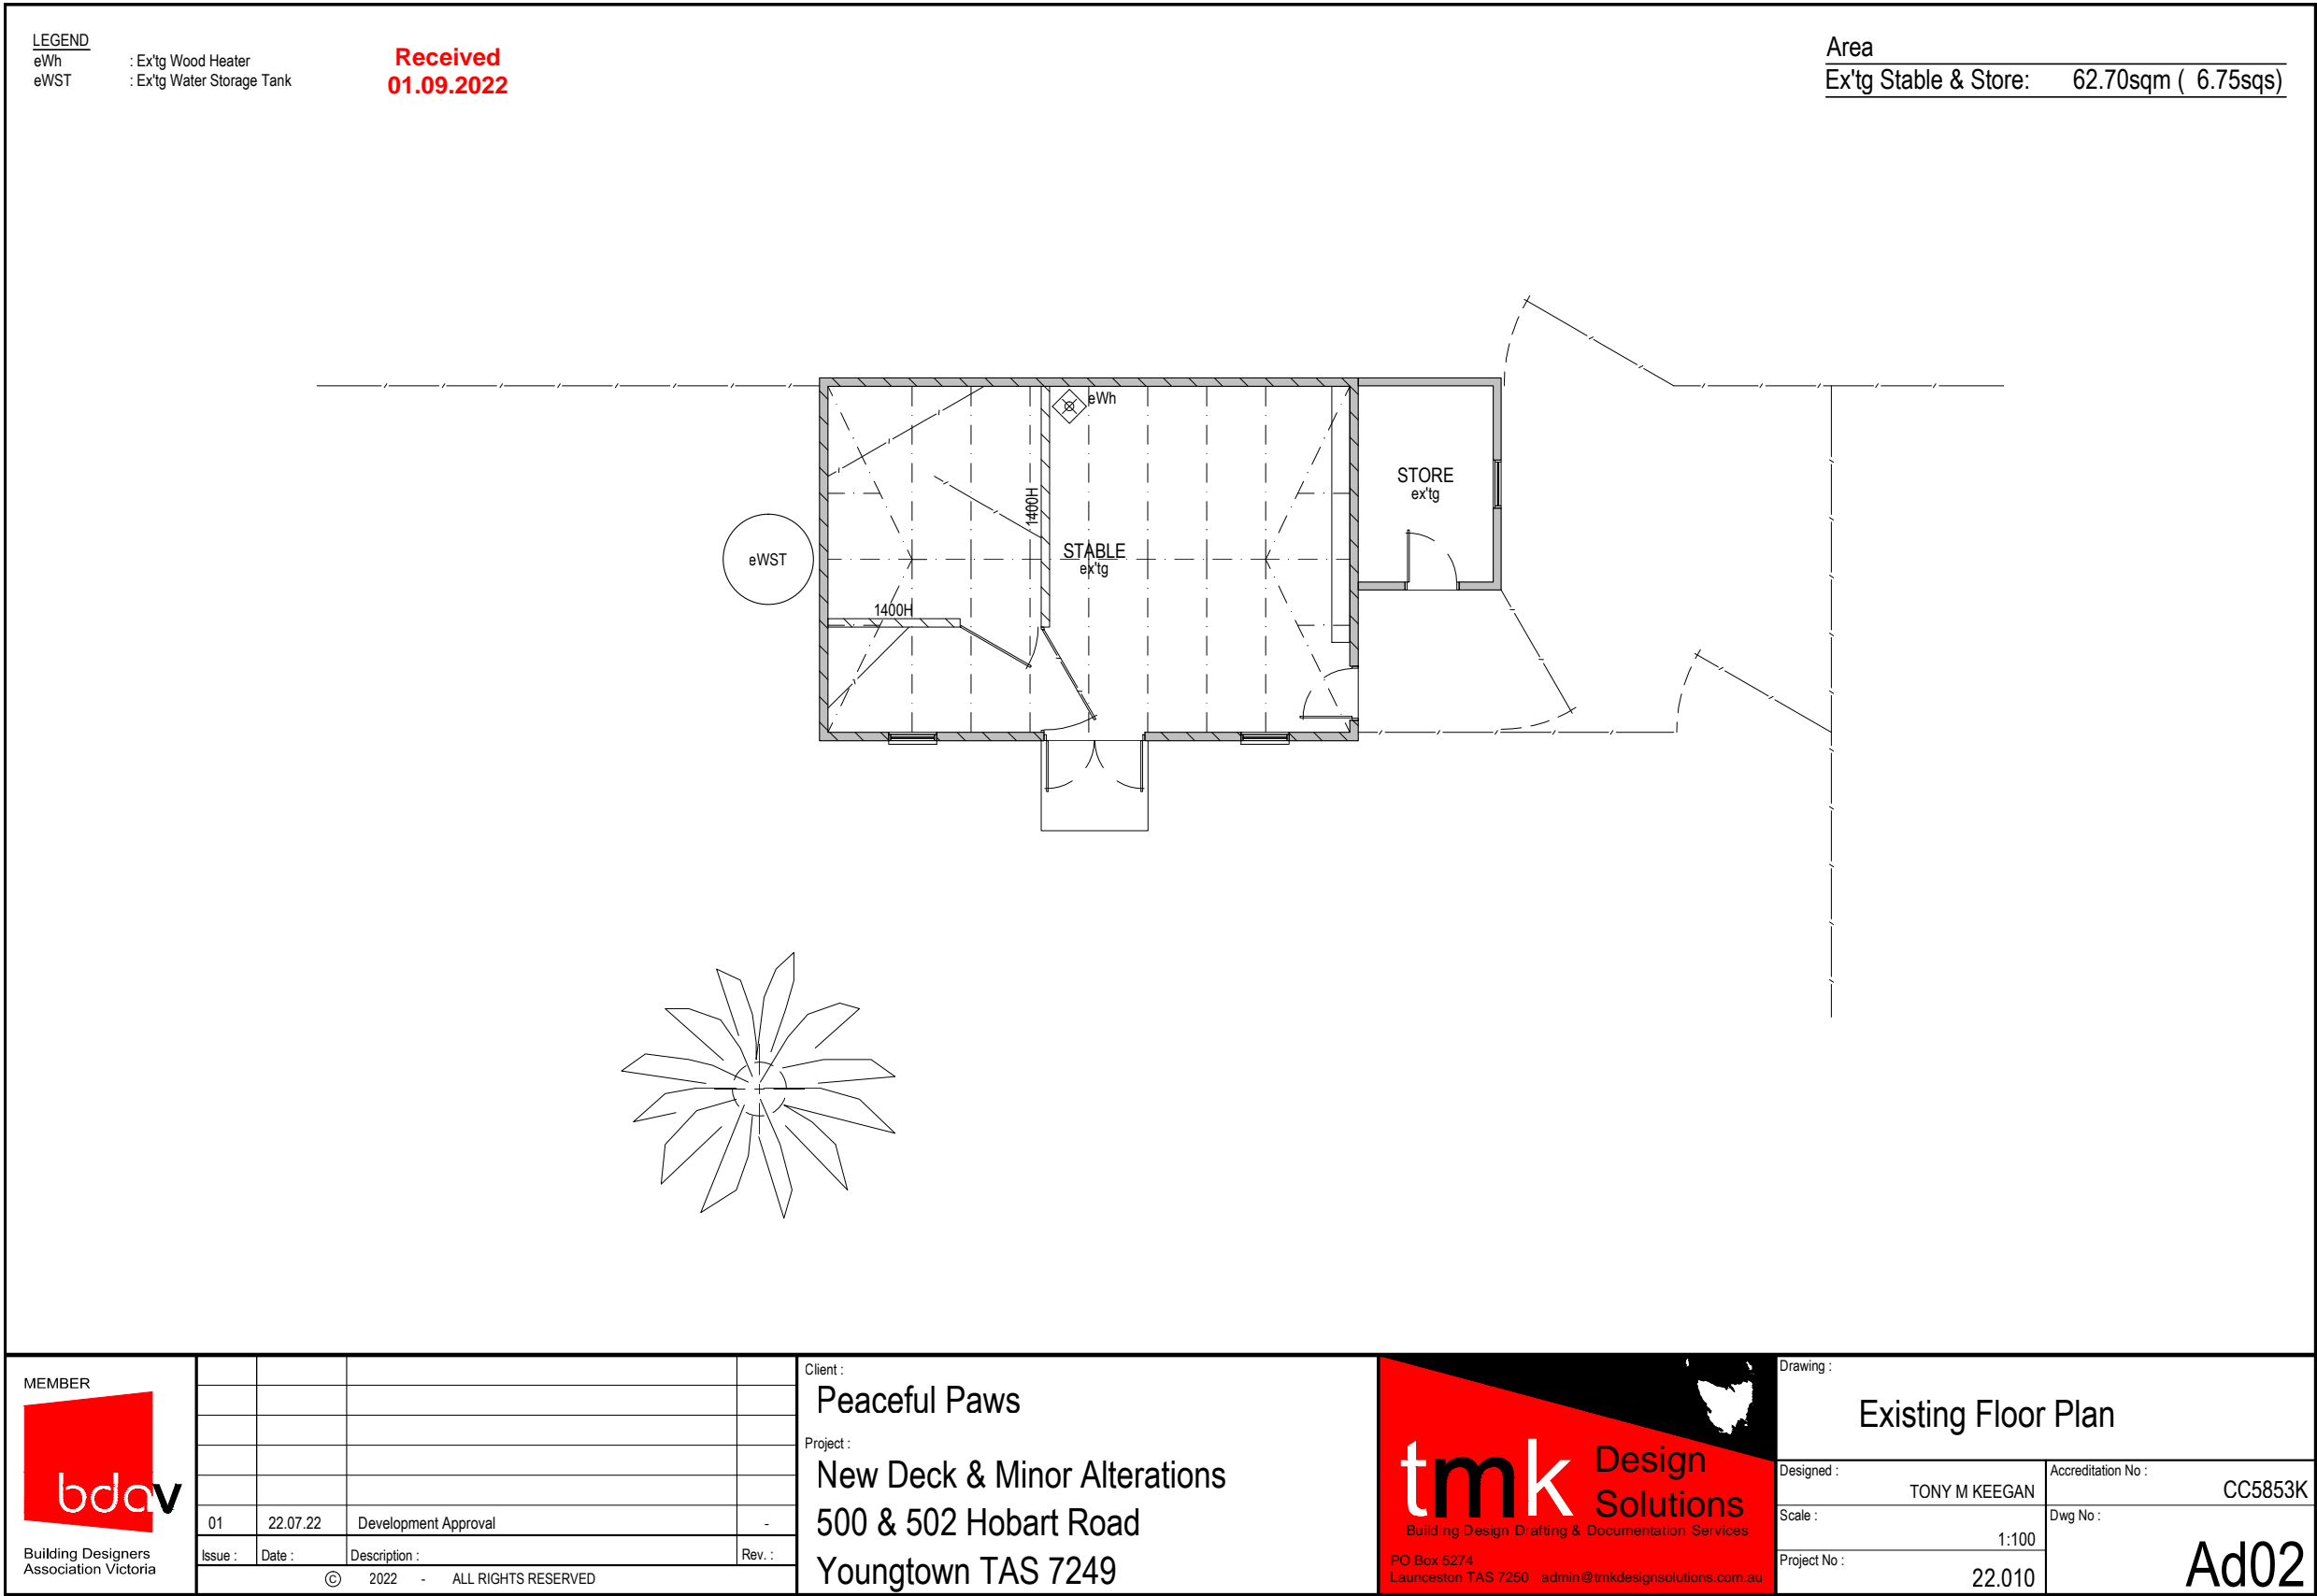 LEGEND
eWh : Ex'tg Wood Heater
eWST : Ex'tg Water Storage Tank
Received
01.09.2022
Area
Ex'tg Stable & Store: 62.70sqm ( 6.75sqs)
eWh
1400H
STORE
ex'tg
STABLE
ex'tg
eWST
1400H
MEMBER
bdav
Building Designers
Association Victoria
01 22.07.22 Development Approval -
Issue : Date : Description : Rev. :
© 2022 - ALL RIGHTS RESERVED
Client :
Peaceful Paws
Project :
New Deck & Minor Alterations
500 & 502 Hobart Road
Youngtown TAS 7249
tmk Design
Solutions
Building Design Drafting & Documentation Services
PO Box 5274
Launceston TAS 7250 admin@tmkdesignsolutions.com.au
Drawing :
Existing Floor Plan
Designed :
TONY M KEEGAN
Accreditation No :
CC5853K
Scale :
1:100
Dwg No :
Ad02
Project No :
22.010